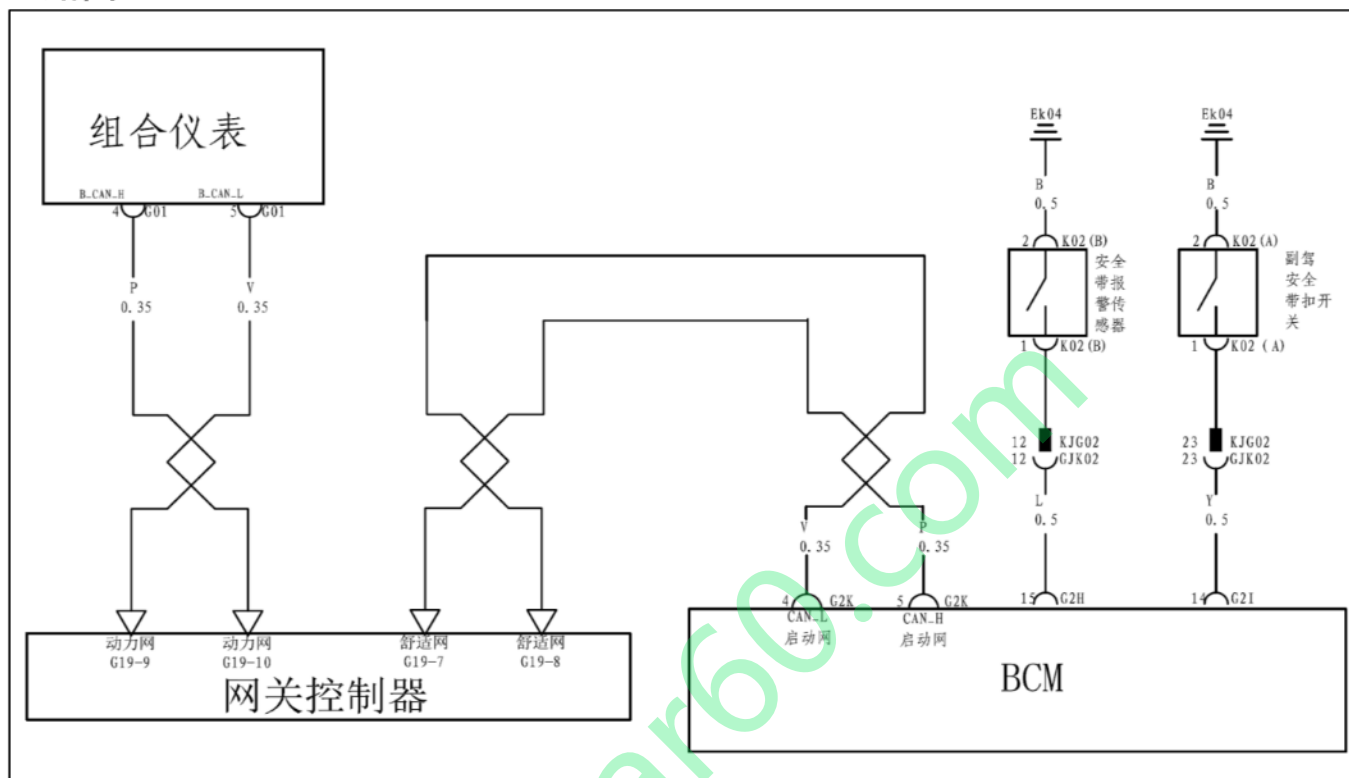 组合仪表
B_CAN_H
B_CAN_L
4
G01
5
G01
P
0.35
V
0.35
动力网
G19-9
动力网
G19-10
舒适网
G19-7
舒适网
G19-8
网关控制器
V
0.35
P
0.35
4
G2K
5
G2K
CAN_L
启动网
CAN_H
启动网
Ek04
B
0.5
2
K02(B)
安全
带报
警传
感器
1
K02(B)
12
KJG02
12
GJK02
L
0.5
15
G2H
Ek04
B
0.5
2
K02(A)
副驾
安全
带扣开
关
1
K02 (A)
23
KJG02
23
GJK02
Y
0.5
14
G2I
BCM
ar60.com